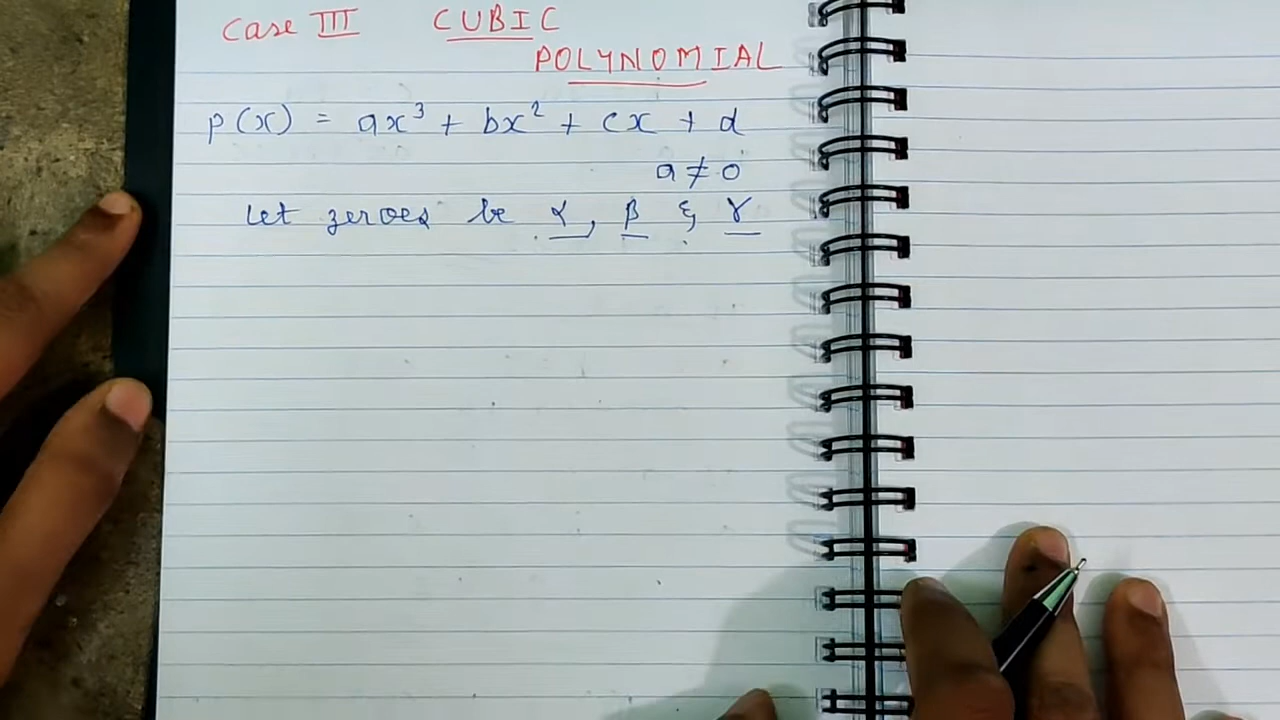 Case III CUBIC
POLYNOMIAL
p(x) = ax³ + bx² + cx + d
a ≠ 0
Let zeroes be α, β & γ